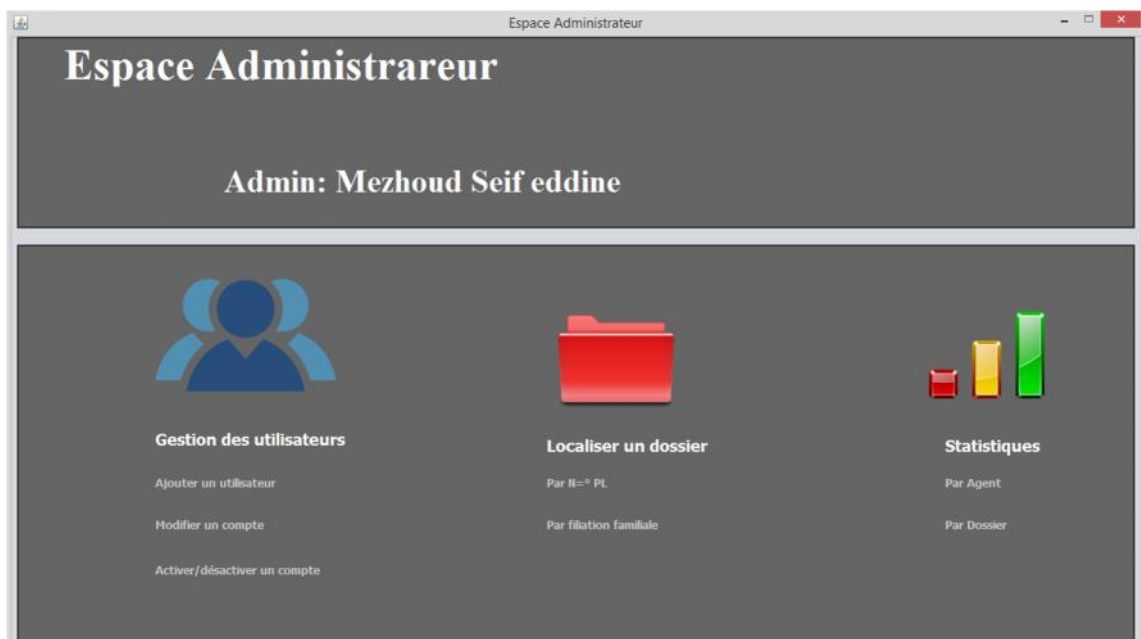 Espace Administrateur
Espace Administrareur
Admin: Mezhoud Seif eddine
Gestion des utilisateurs
Ajouter un utilisateur
Modifier un compte
Activer/désactiver un compte
Localiser un dossier
Par N=° PL
Par filiation familiale
Statistiques
Par Agent
Par Dossier